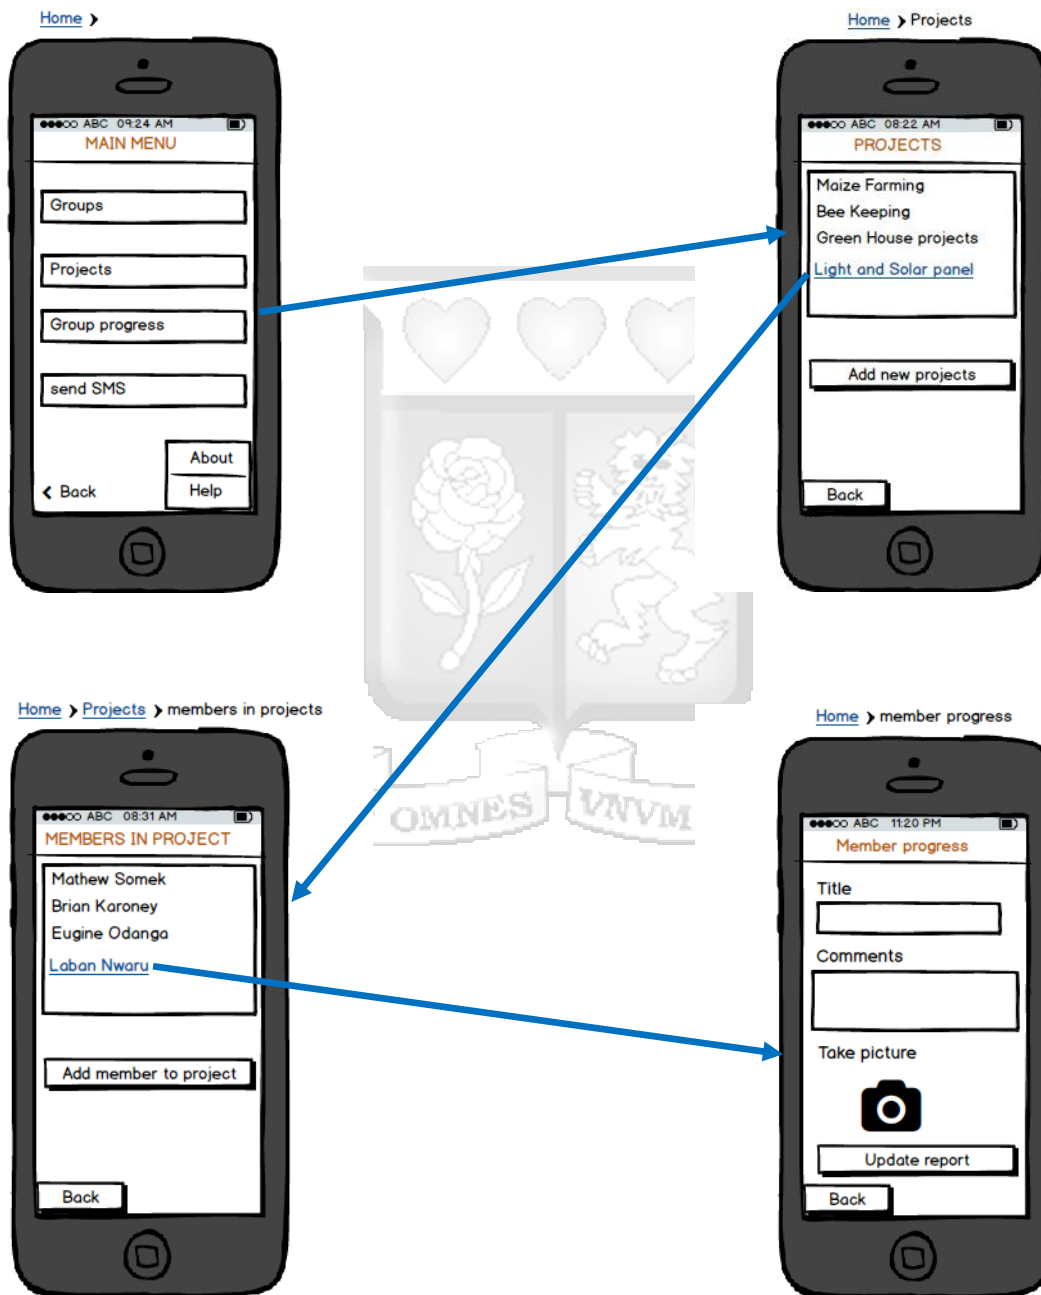 Home >
●●●○○ ABC 09:24 AM
MAIN MENU
Groups
Projects
Group progress
send SMS
About
Help
< Back
Home > Projects
●●●○○ ABC 08:22 AM
PROJECTS
Maize Farming
Bee Keeping
Green House projects
Light and Solar panel
Add new projects
Back
OMNES VNVM
Home > Projects > members in projects
●●●○○ ABC 08:31 AM
MEMBERS IN PROJECT
Mathew Somek
Brian Karoney
Eugine Odanga
Laban Nwaru
Add member to project
Back
Home > member progress
●●●○○ ABC 11:20 PM
Member progress
Title
Comments
Take picture
Update report
Back